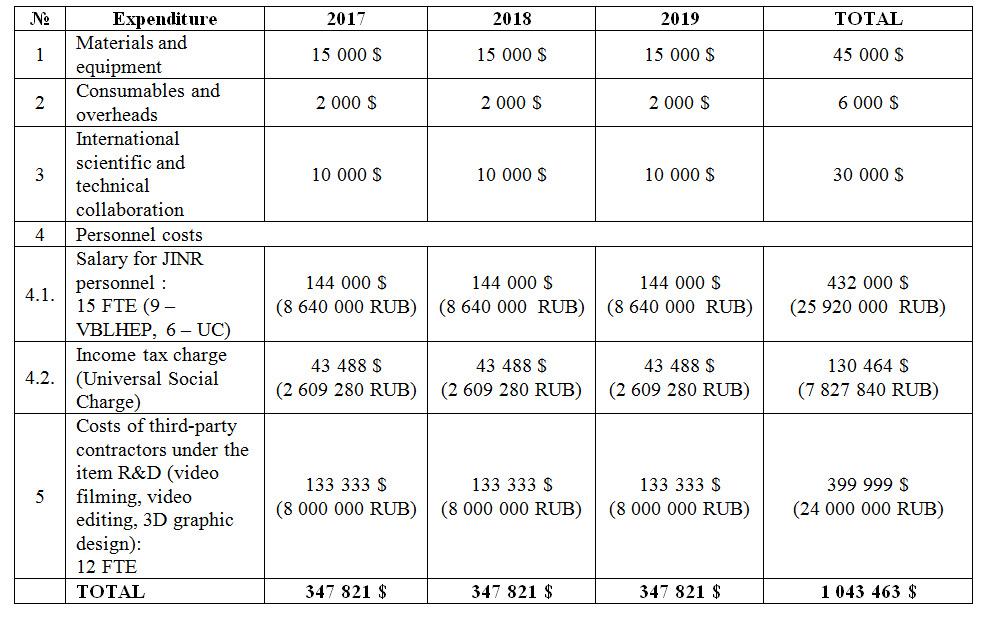 № Expenditure 2017 2018 2019 TOTAL
1 Materials and equipment 15 000 $ 15 000 $ 15 000 $ 45 000 $
2 Consumables and overheads 2 000 $ 2 000 $ 2 000 $ 6 000 $
3 International scientific and technical collaboration 10 000 $ 10 000 $ 10 000 $ 30 000 $
4 Personnel costs
4.1. Salary for JINR personnel : 15 FTE (9 – VBLHEP, 6 – UC) 144 000 $ (8 640 000 RUB) 144 000 $ (8 640 000 RUB) 144 000 $ (8 640 000 RUB) 432 000 $ (25 920 000 RUB)
4.2. Income tax charge (Universal Social Charge) 43 488 $ (2 609 280 RUB) 43 488 $ (2 609 280 RUB) 43 488 $ (2 609 280 RUB) 130 464 $ (7 827 840 RUB)
5 Costs of third-party contractors under the item R&D (video filming, video editing, 3D graphic design): 12 FTE 133 333 $ (8 000 000 RUB) 133 333 $ (8 000 000 RUB) 133 333 $ (8 000 000 RUB) 399 999 $ (24 000 000 RUB)
TOTAL 347 821 $ 347 821 $ 347 821 $ 1 043 463 $